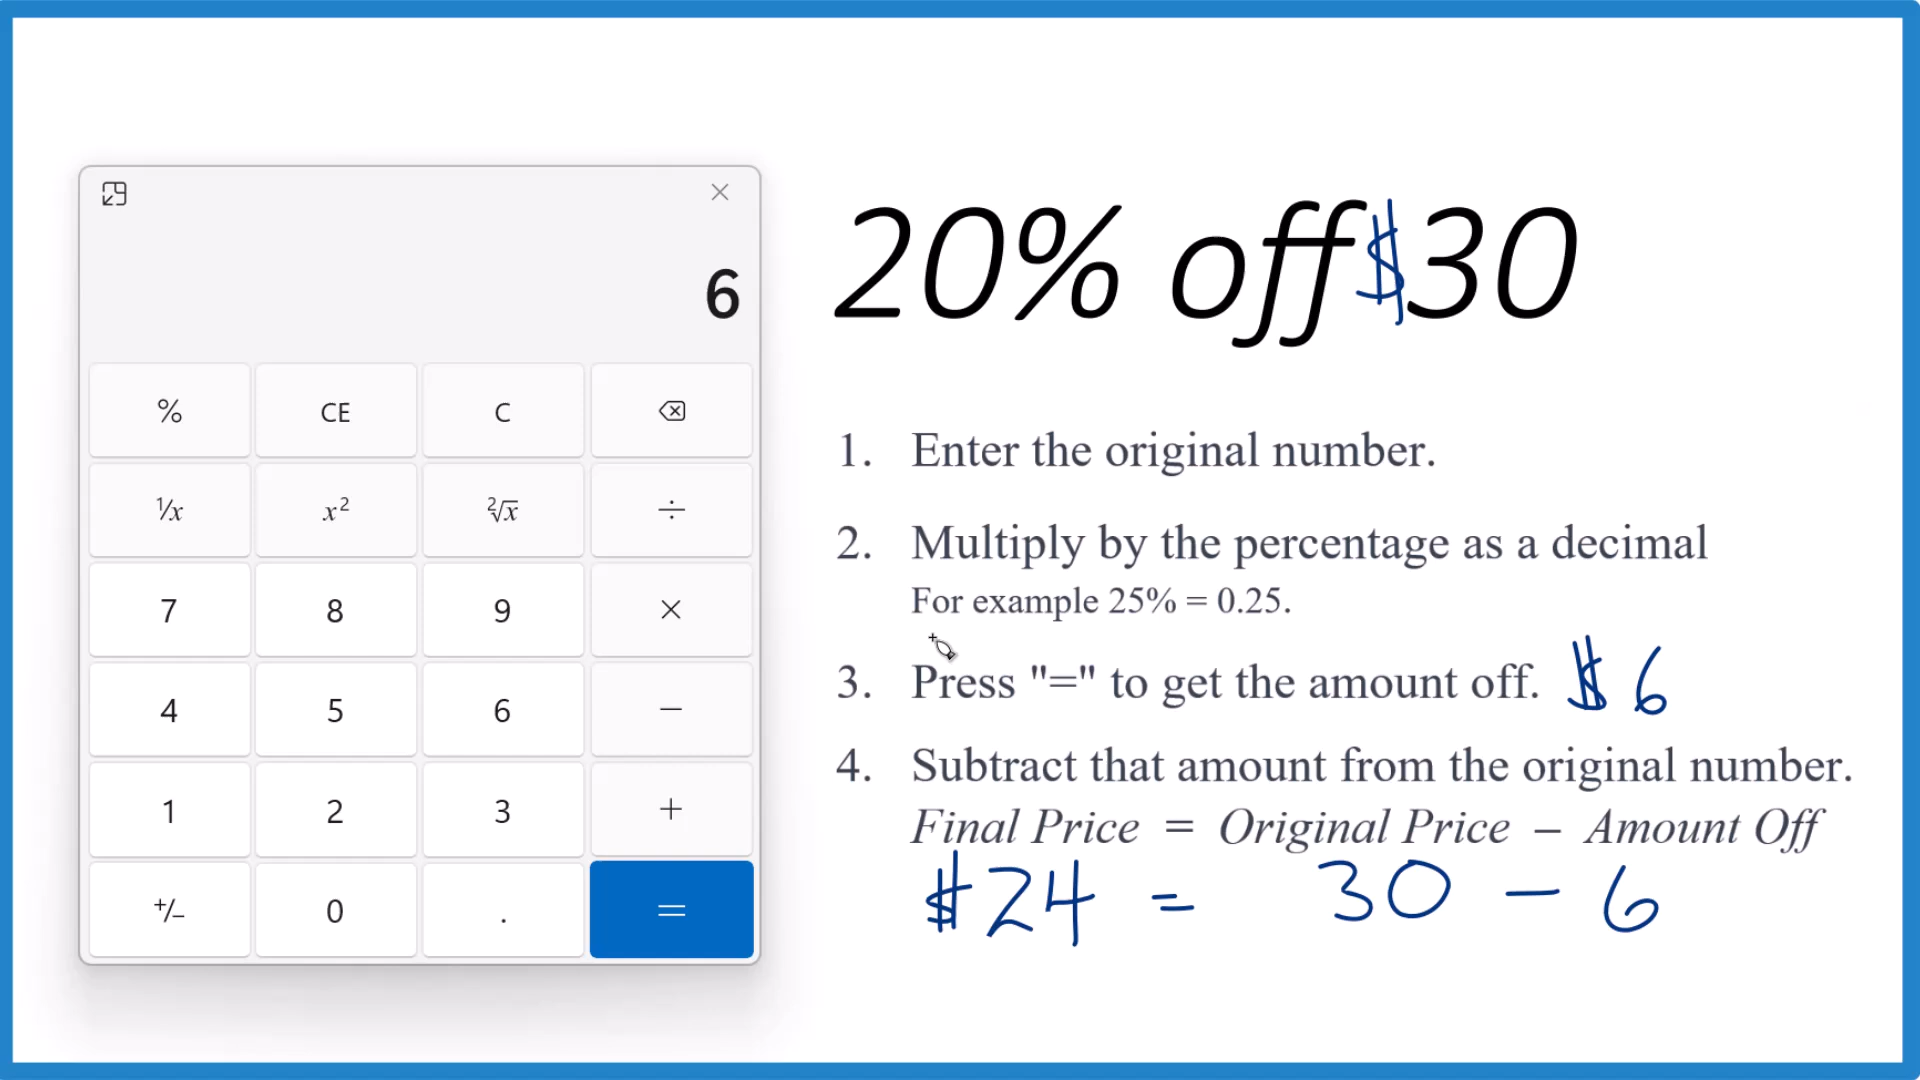 6
20% off $30
% CE C
¹/x x² ²√x ÷
7 8 9 ×
4 5 6 −
1 2 3 +
+/− 0 . =
1. Enter the original number.
2. Multiply by the percentage as a decimal
For example 25% = 0.25.
3. Press "=" to get the amount off. $6
4. Subtract that amount from the original number.
Final Price = Original Price – Amount Off
$24 = 30 − 6